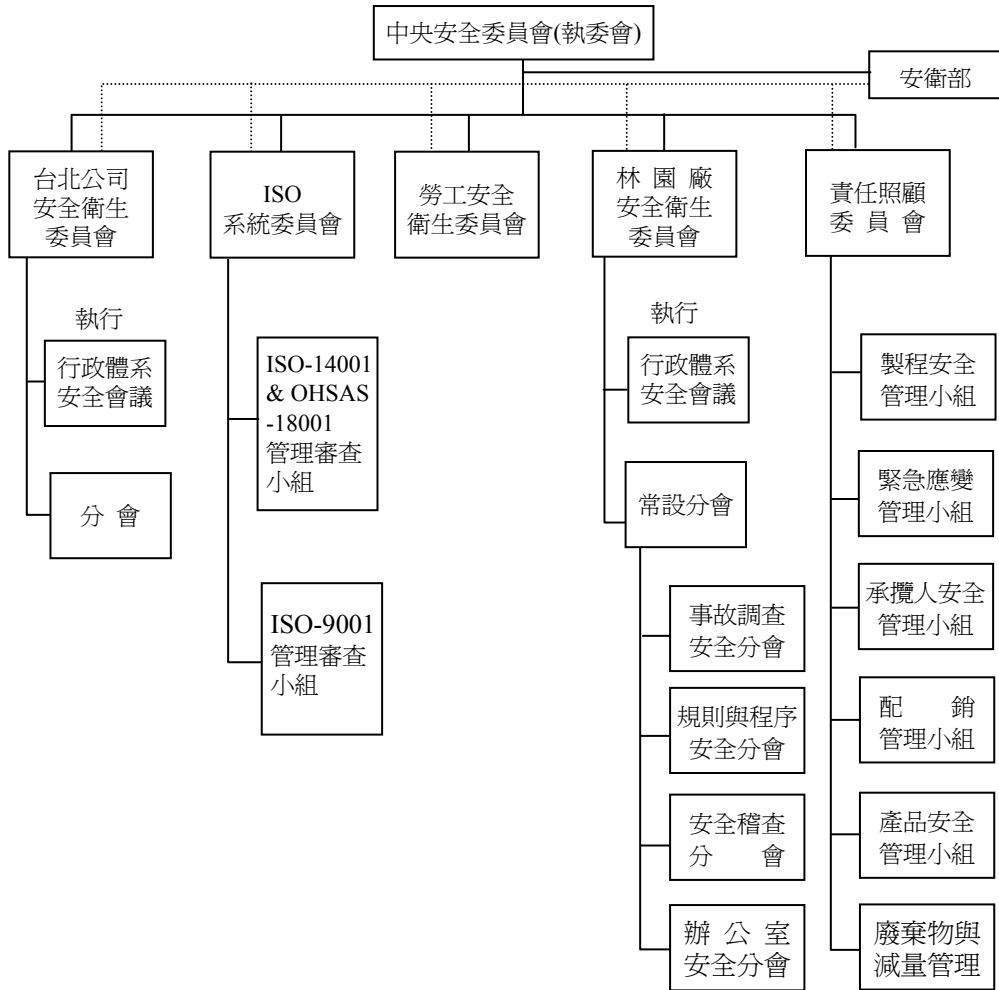 中央安全委員會(執委會)
安衛部
台北公司
安全衛生
委員會
ISO
系統委員會
勞工安全
衛生委員會
林 園 廠
安全衛生
委員會
責任照顧
委 員 會
執行
行政體系
安全會議
分 會
ISO-14001
& OHSAS
-18001
管理審查
小組
ISO-9001
管理審查
小組
執行
行政體系
安全會議
常設分會
事故調查
安全分會
規則與程序
安全分會
安全稽查
分 會
辦 公 室
安全分會
製程安全
管理小組
緊急應變
管理小組
承攬人安全
管理小組
配 銷
管理小組
產品安全
管理小組
廢棄物與
減量管理